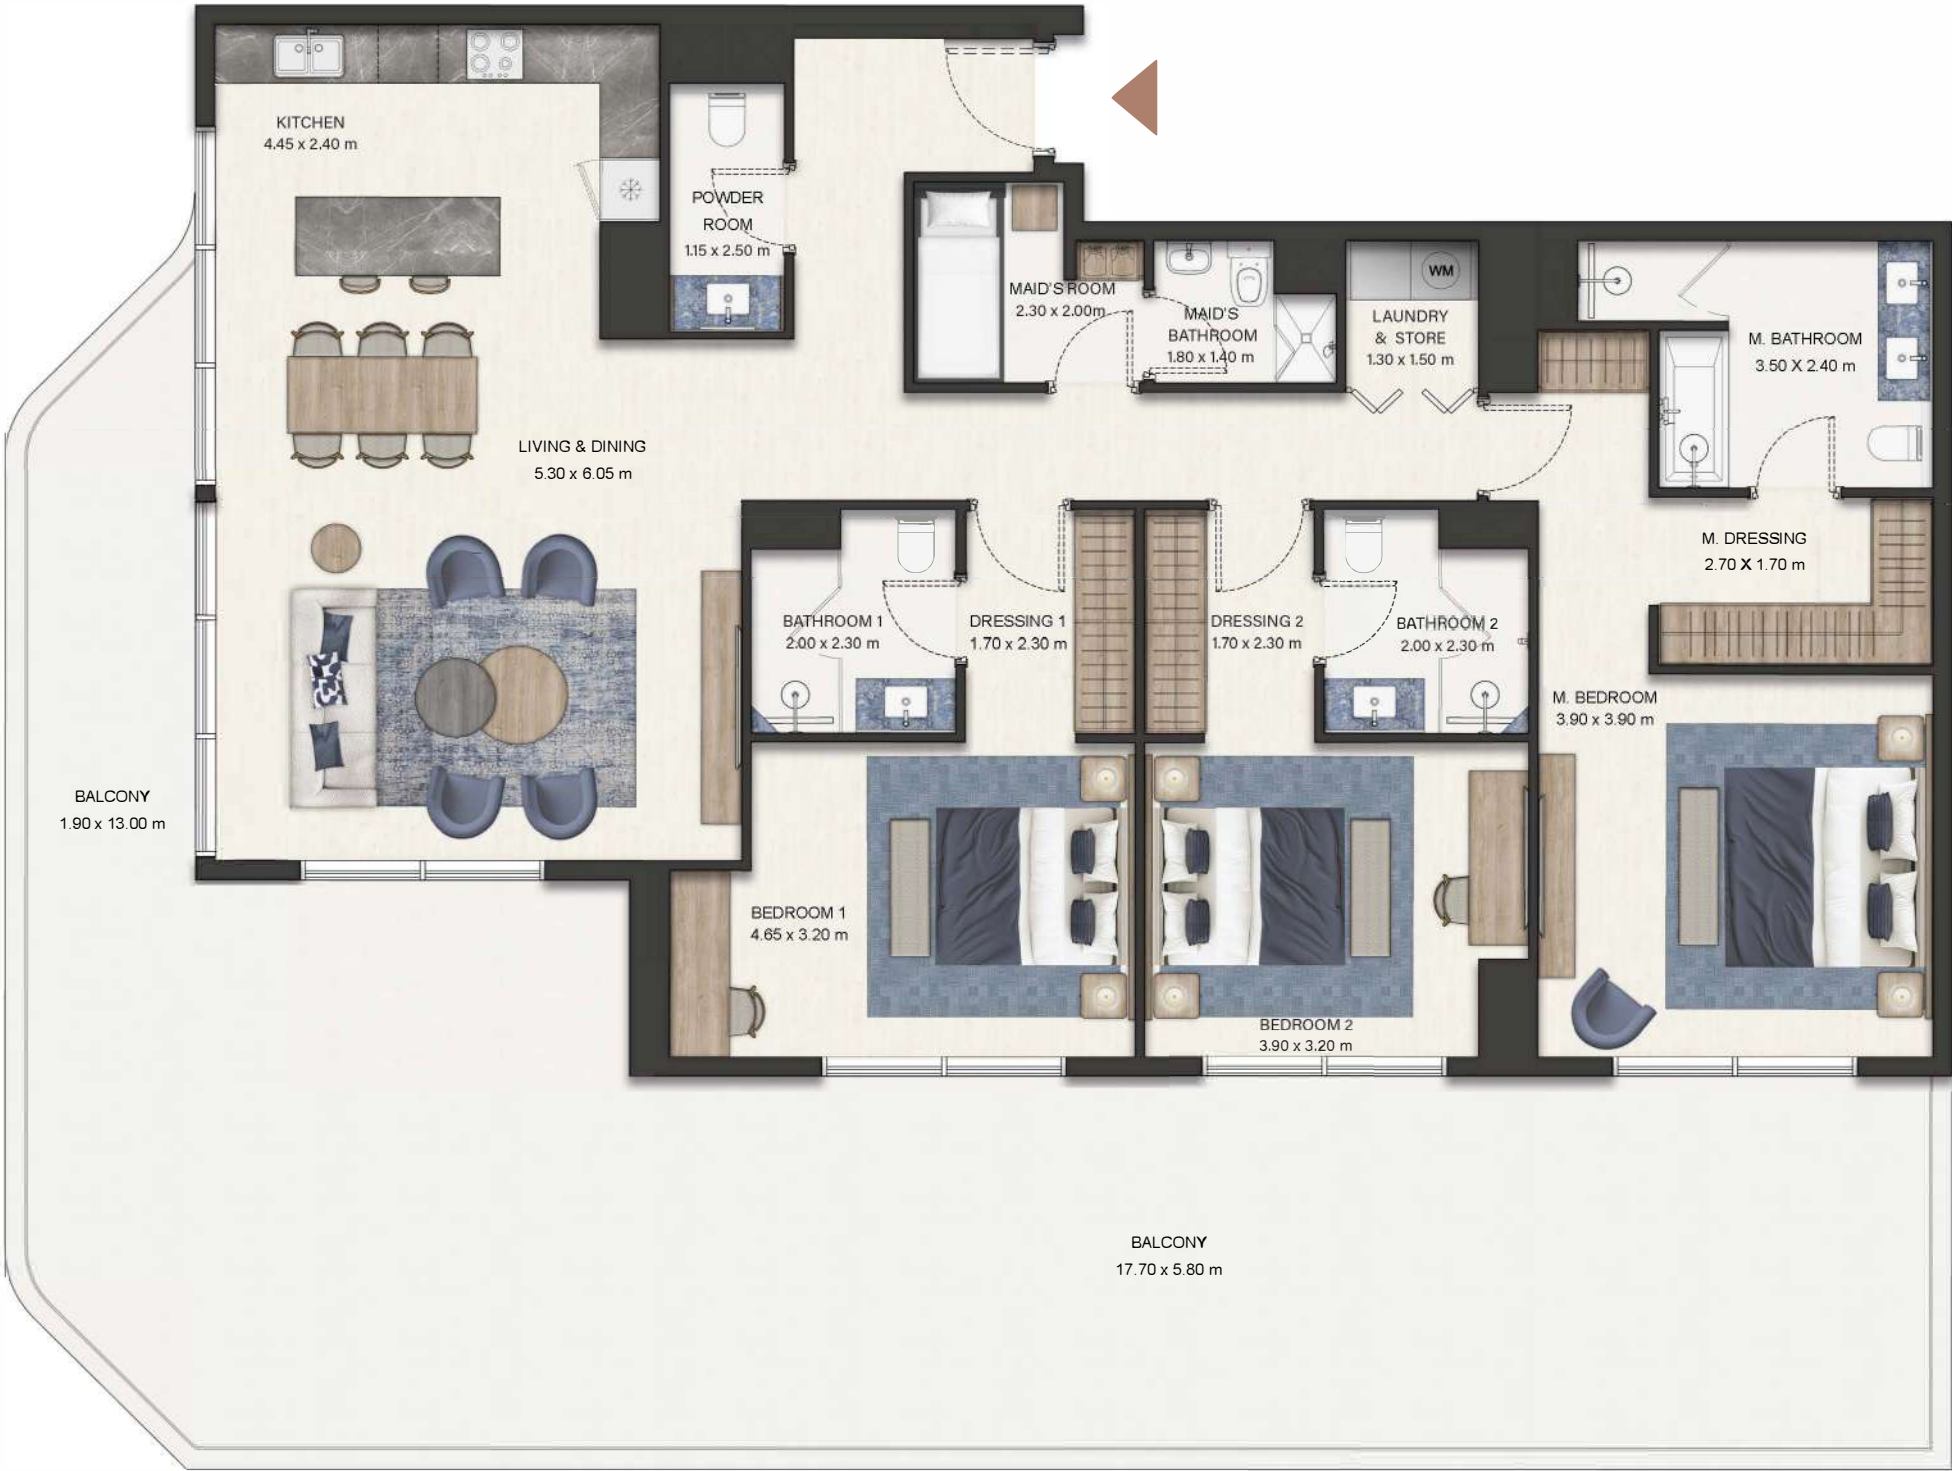 KITCHEN
4.45 x 2.40 m
POWDER
ROOM
1.15 x 2.50 m
MAID'S ROOM
2.30 x 2.00m
MAID'S
BATHROOM
1.80 x 1.40 m
WM
LAUNDRY
& STORE
1.30 x 1.50 m
M. BATHROOM
3.50 X 2.40 m
LIVING & DINING
5.30 x 6.05 m
M. DRESSING
2.70 X 1.70 m
BATHROOM 1
2.00 x 2.30 m
DRESSING 1
1.70 x 2.30 m
DRESSING 2
1.70 x 2.30 m
BATHROOM 2
2.00 x 2.30 m
M. BEDROOM
3.90 x 3.90 m
BALCONY
1.90 x 13.00 m
BEDROOM 1
4.65 x 3.20 m
BEDROOM 2
3.90 x 3.20 m
BALCONY
17.70 x 5.80 m